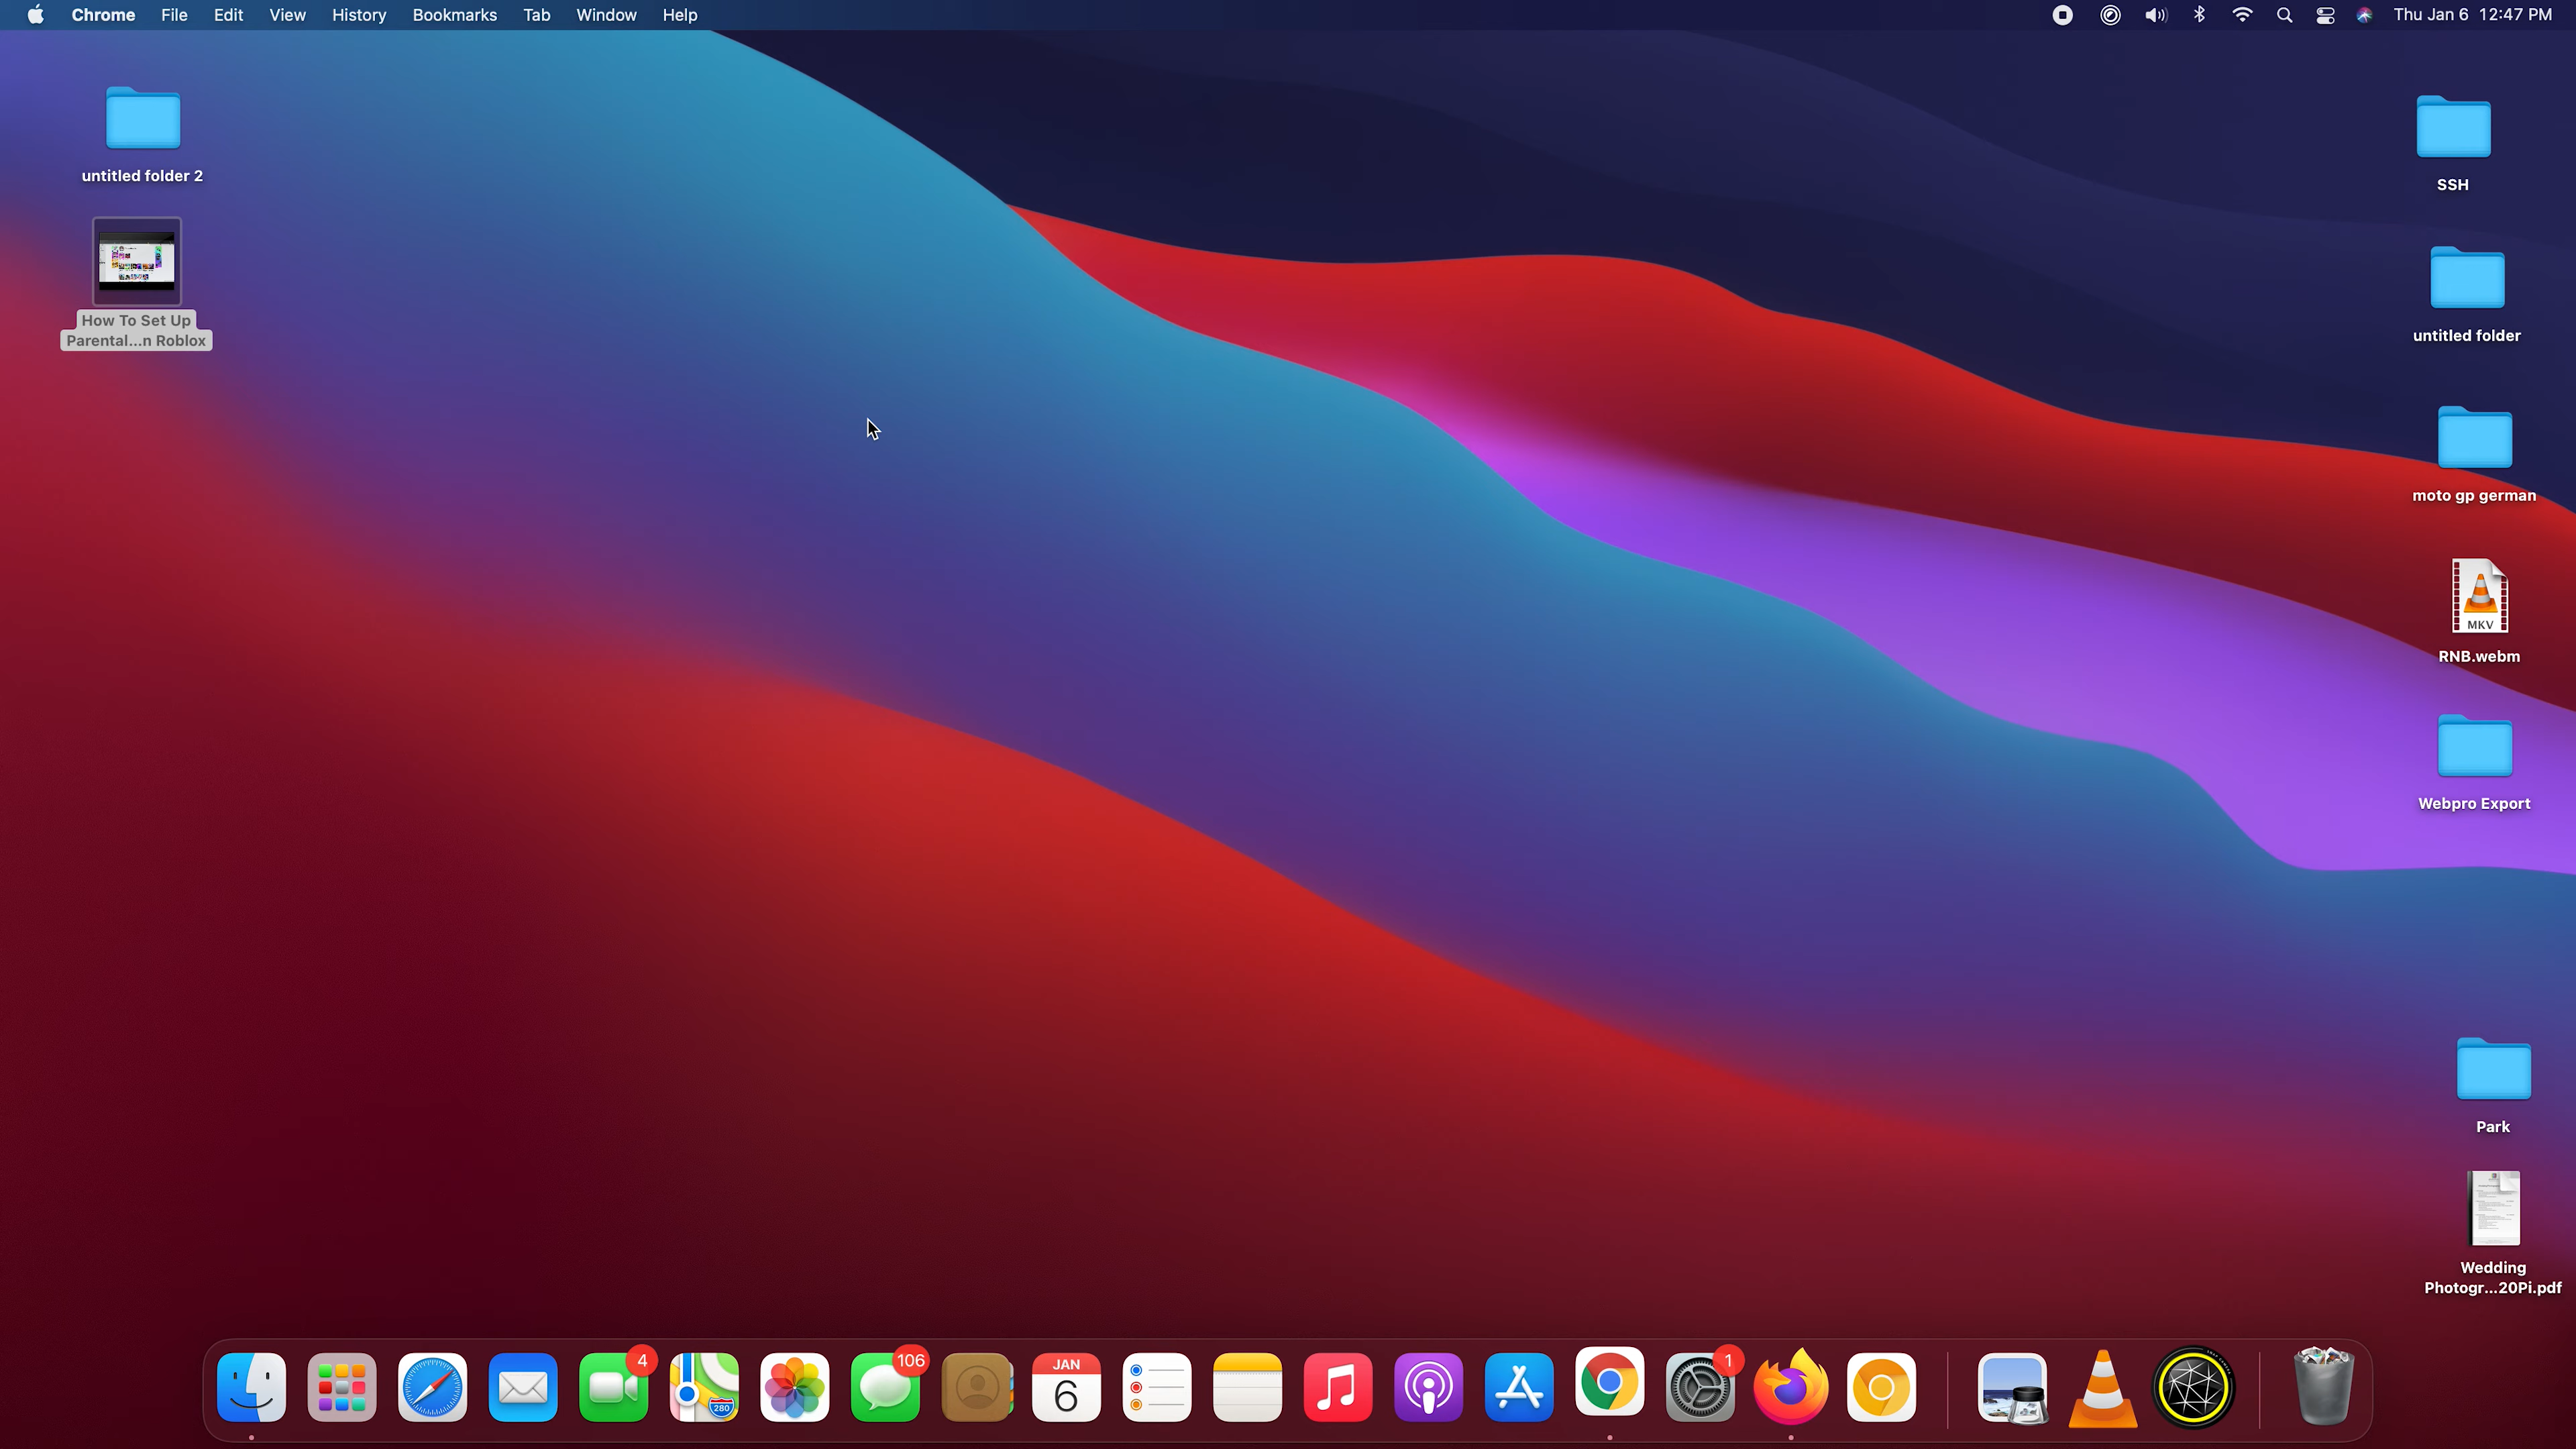 Chrome File Edit View History Bookmarks Tab Window Help Thu Jan 6 12:47 PM
untitled folder 2
How To Set Up
Parental...n Roblox
SSH
untitled folder
moto gp german
MKV
RNB.webm
Webpro Export
Park
Wedding
Photogr...20Pi.pdf
4
280
106
JAN
6
1